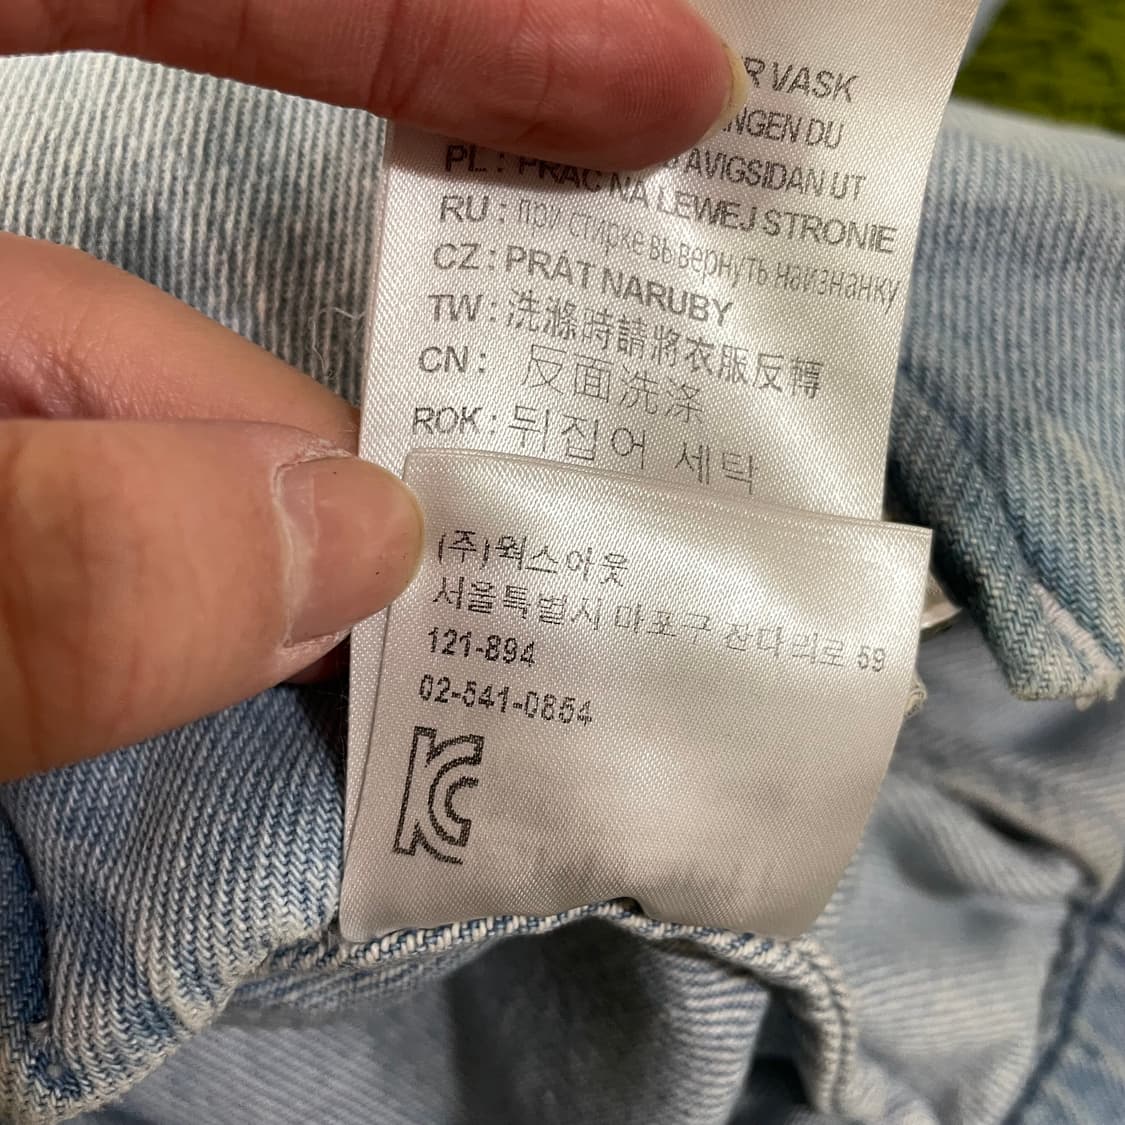 R VASK
NGEN DU
AVIGSIDAN UT
PL : PRAĆ NA LEWEJ STRONIE
RU : при стирке вывернуть наизнанку
CZ : PRÁT NARUBY
TW : 洗滌時請將衣服反轉
CN : 反面洗涤
ROK : 뒤집어 세탁
(주)웍스아웃
서울특별시 마포구 잔다리로 59
121-894
02-541-0854
KC